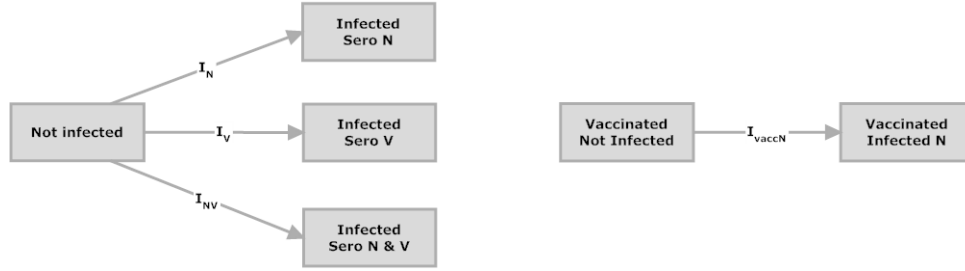 Infected
Sero N
I_N
Not infected
I_V
Infected
Sero V
I_NV
Infected
Sero N & V
Vaccinated
Not Infected
I_vaccN
Vaccinated
Infected N